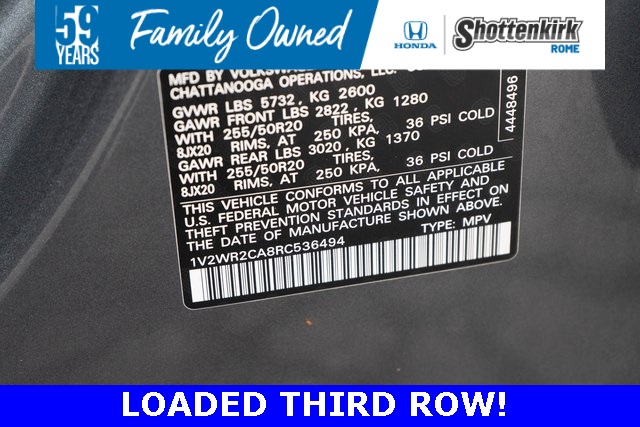 59
YEARS
Family Owned
HONDA
Shottenkirk
ROME
CHATTANOOGA OPERATIONS, LLC.
GVWR LBS 5732, KG 2600
GAWR FRONT LBS 2822, KG 1280
WITH 255/50R20 TIRES, 36 PSI COLD
8JX20 RIMS, AT 250 KPA,
GAWR REAR LBS 3020, KG 1370
WITH 255/50R20 TIRES, 36 PSI COLD
8JX20 RIMS, AT 250 KPA,
THIS VEHICLE CONFORMS TO ALL APPLICABLE
U.S. FEDERAL MOTOR VEHICLE SAFETY AND
THEFT PREVENTION STANDARDS IN EFFECT ON
THE DATE OF MANUFACTURE SHOWN ABOVE.
1V2WR2CA8RC536494 TYPE: MPV
4448496
LOADED THIRD ROW!